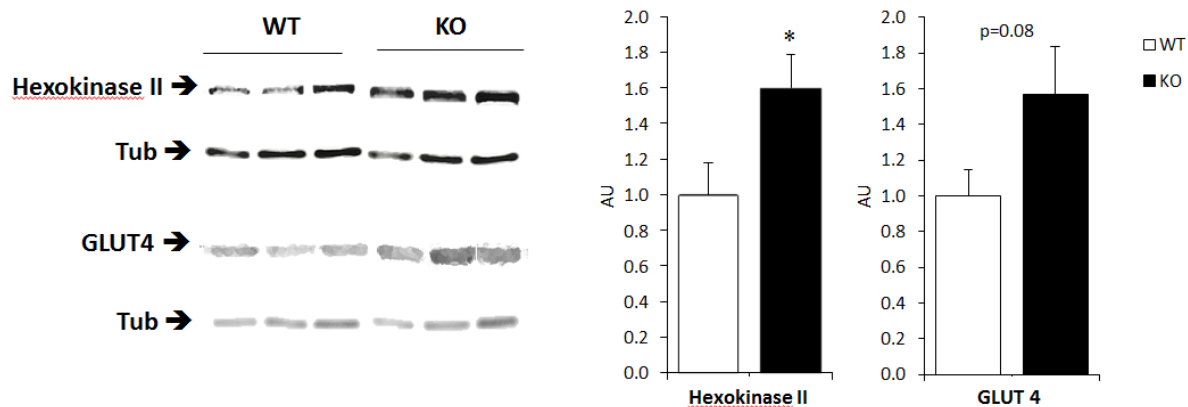 WT KO
Hexokinase II ➔
Tub ➔
GLUT4 ➔
Tub ➔
2.0
1.8
1.6
1.4
1.2
1.0
0.8
0.6
0.4
0.2
0.0
AU
*
Hexokinase II
2.0
1.8
1.6
1.4
1.2
1.0
0.8
0.6
0.4
0.2
0.0
AU
p=0.08
GLUT 4
WT
KO